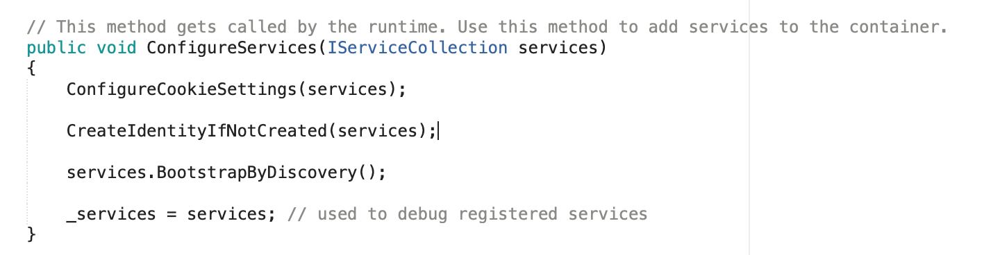 // This method gets called by the runtime. Use this method to add services to the container.
public void ConfigureServices(IServiceCollection services)
{
    ConfigureCookieSettings(services);
    CreateIdentityIfNotCreated(services);
    services.BootstrapByDiscovery();
    _services = services; // used to debug registered services
}